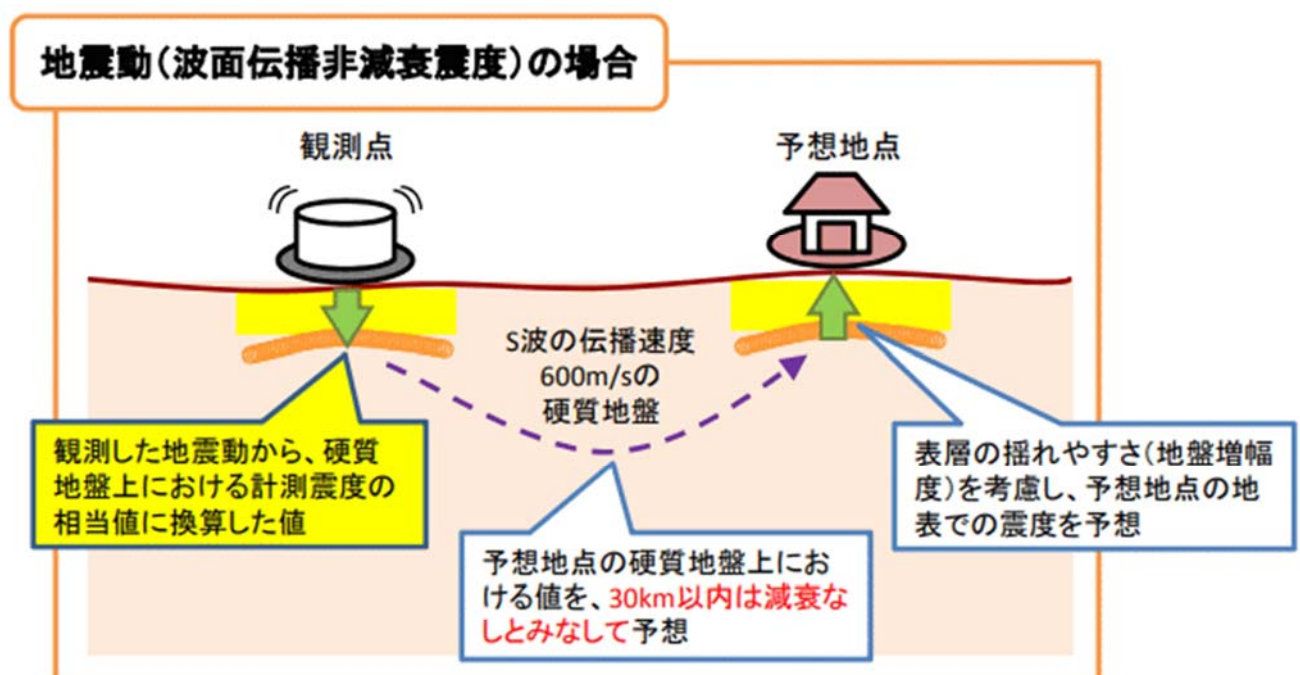 地震動(波面伝播非減衰震度)の場合
観測点
予想地点
S波の伝播速度
600m/sの
硬質地盤
観測した地震動から、硬質
地盤上における計測震度の
相当値に換算した値
表層の揺れやすさ(地盤増幅
度)を考慮し、予想地点の地
表での震度を予想
予想地点の硬質地盤上にお
ける値を、30km以内は減衰な
しとみなして予想